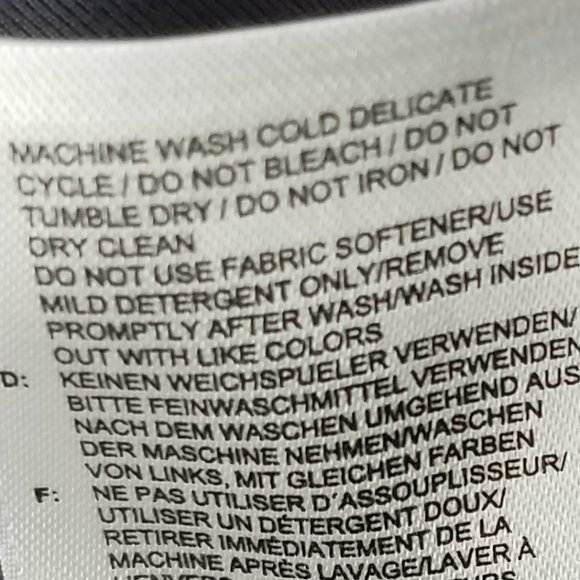 MACHINE WASH COLD DELICATE
CYCLE / DO NOT BLEACH / DO NOT
TUMBLE DRY / DO NOT IRON / DO NOT
DRY CLEAN
DO NOT USE FABRIC SOFTENER/USE
MILD DETERGENT ONLY/REMOVE
PROMPTLY AFTER WASH/WASH INSIDE
OUT WITH LIKE COLORS
D: KEINEN WEICHSPUELER VERWENDEN/
BITTE FEINWASCHMITTEL VERWENDEN
NACH DEM WASCHEN UMGEHEND AUS
DER MASCHINE NEHMEN/WASCHEN
VON LINKS, MIT GLEICHEN FARBEN
F: NE PAS UTILISER D'ASSOUPLISSEUR/
UTILISER UN DÉTERGENT DOUX/
RETIRER IMMÉDIATEMENT DE LA
MACHINE APRÈS LAVAGE/LAVER À